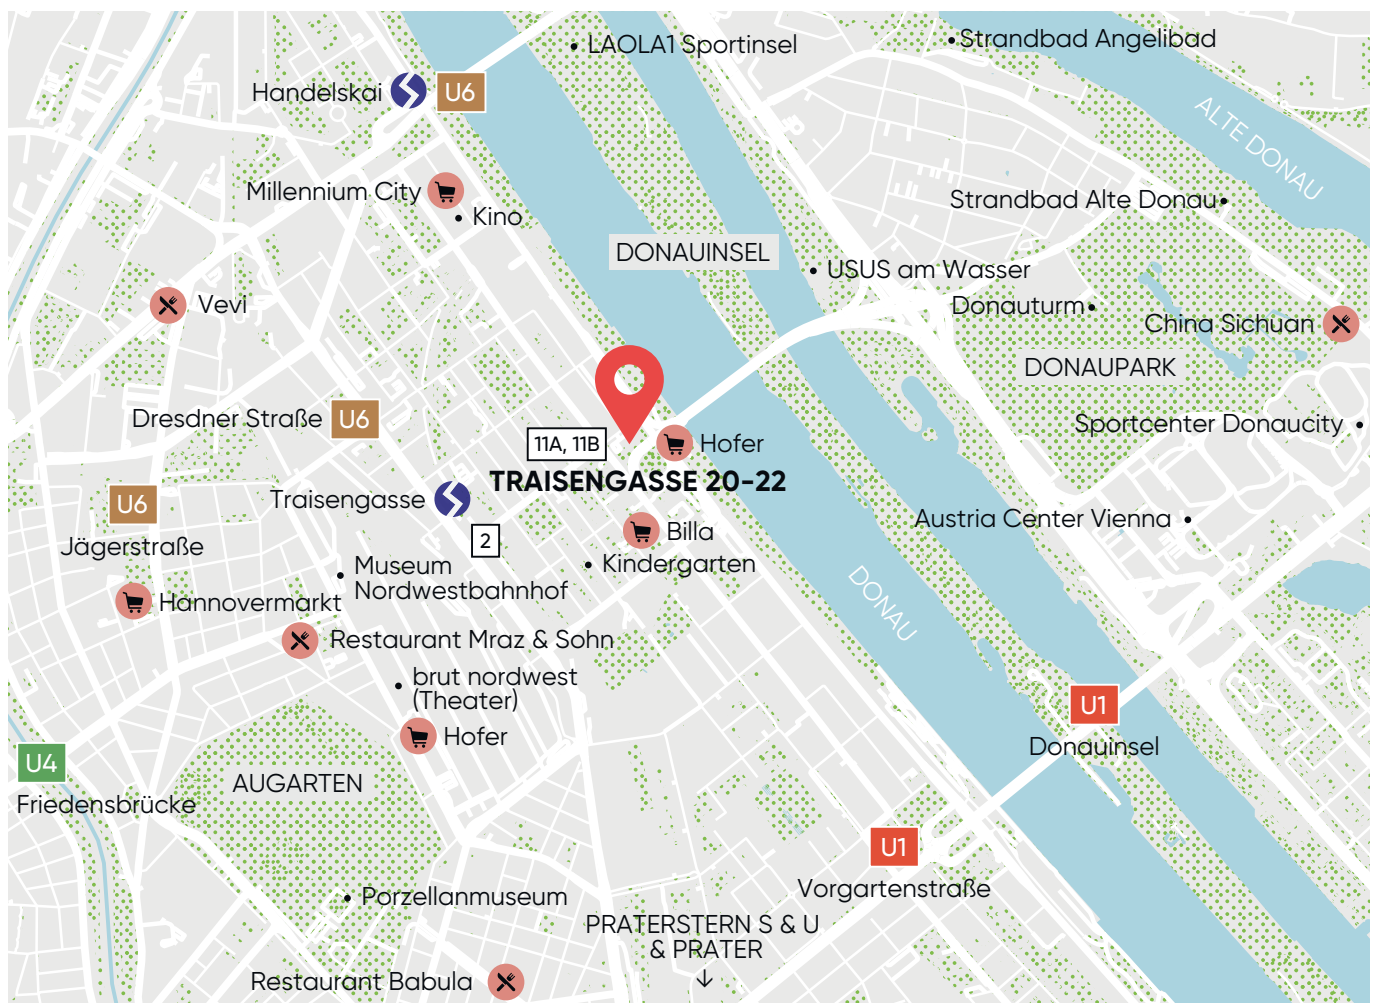 LAOLA1 Sportinsel
Strandbad Angelibad
Handelskai
U6
ALTE DONAU
Millennium City
Kino
Strandbad Alte Donau
DONAUINSEL
USUS am Wasser
Vevi
Donauturm
China Sichuan
DONAUPARK
Dresdner Straße
U6
11A, 11B
Hofer
Sportcenter Donaucity
TRAISENGASSE 20-22
U6
Jägerstraße
Traisengasse
2
Billa
Austria Center Vienna
Kindergarten
Museum
Nordwestbahnhof
DONAU
Hannovermarkt
Restaurant Mraz & Sohn
brut nordwest
(Theater)
Hofer
U1
Donauinsel
U4
Friedensbrücke
AUGARTEN
U1
Vorgartenstraße
Porzellanmuseum
PRATERSTERN S & U
& PRATER
↓
Restaurant Babula